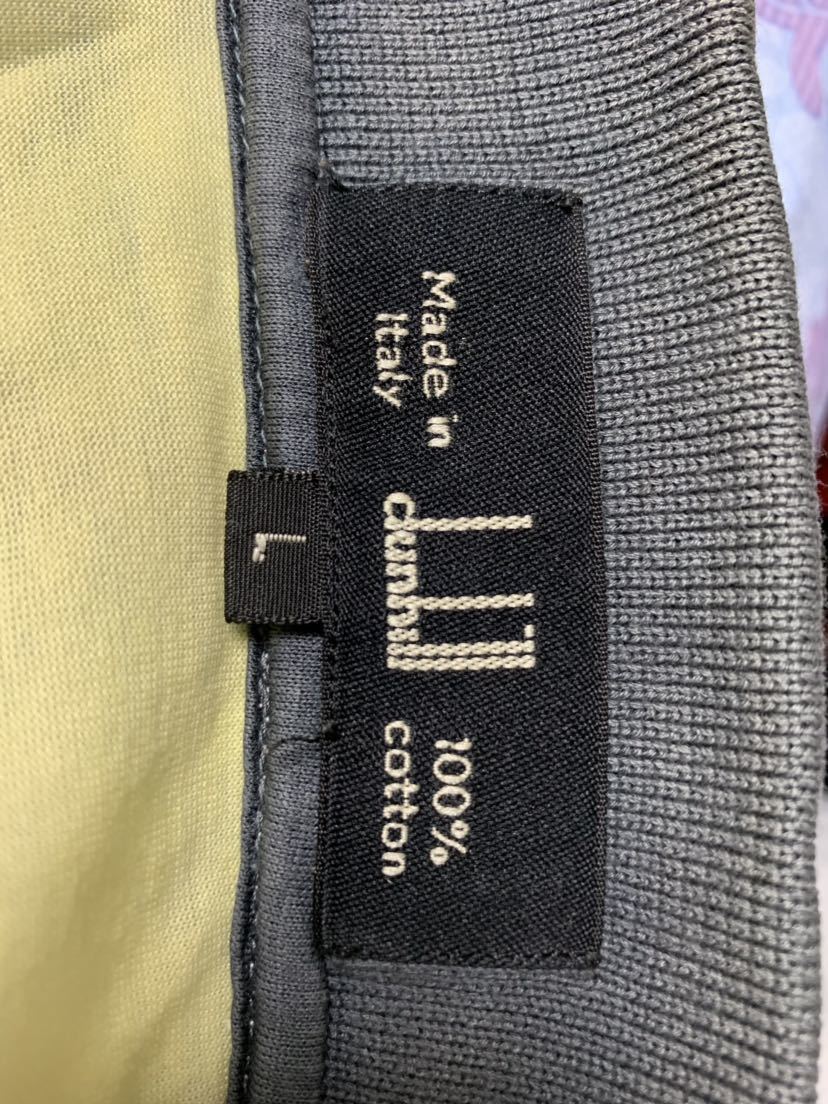 Made in
Italy
dunhill
100%
cotton
L